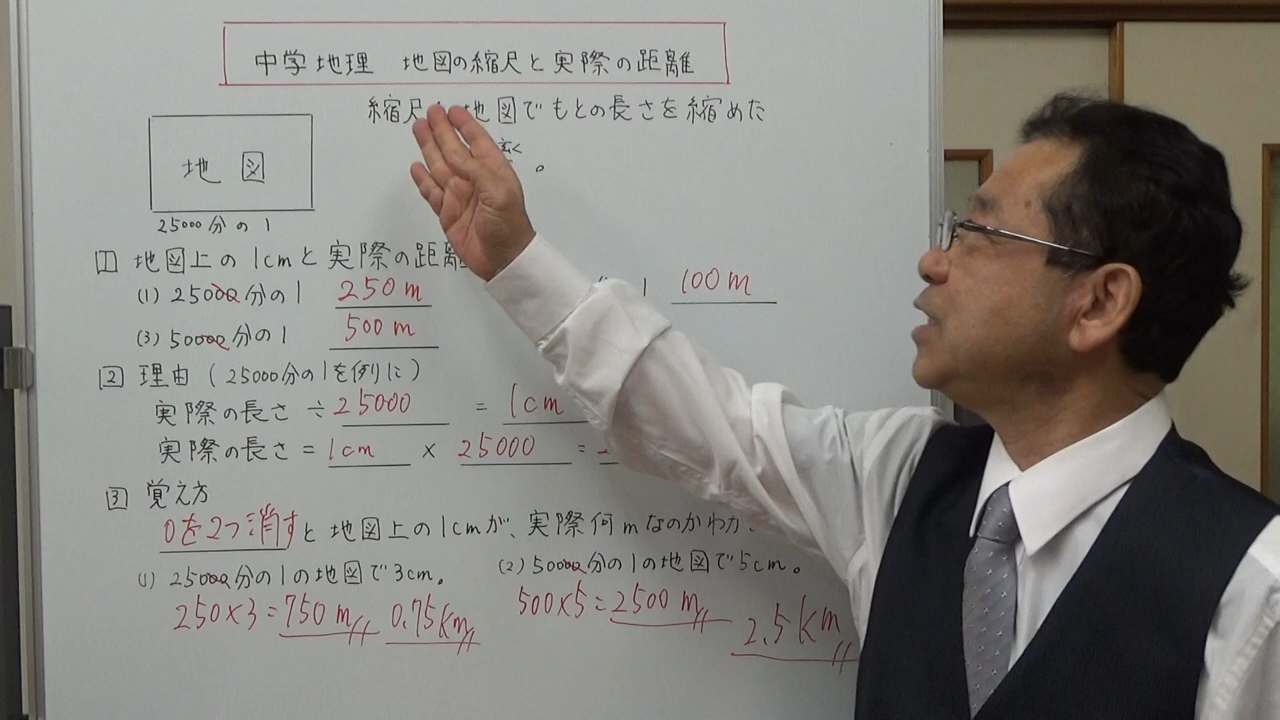 中学地理 地図の縮尺と実際の距離
縮尺 地図でもとの長さを縮めた
率。
地図
25000分の1
1 地図上の1cmと実際の距離
(1) 25000分の1 250m 1 100m
(3) 50000分の1 500m
2 理由(25000分の1を例に)
実際の長さ÷25000 = 1cm
実際の長さ=1cm × 25000 =
3 覚え方
0を2つ消すと地図上の1cmが、実際何mなのかわか
(1) 25000分の1の地図で3cm。 (2) 50000分の1の地図で5cm。
250×3=750m 0.75km 500×5=2500m
2.5km